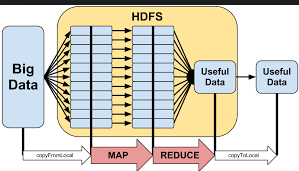 HDFS
Big
Data
Useful
Data
Useful
Data
copyFromLocal
MAP
REDUCE
copyToLocal